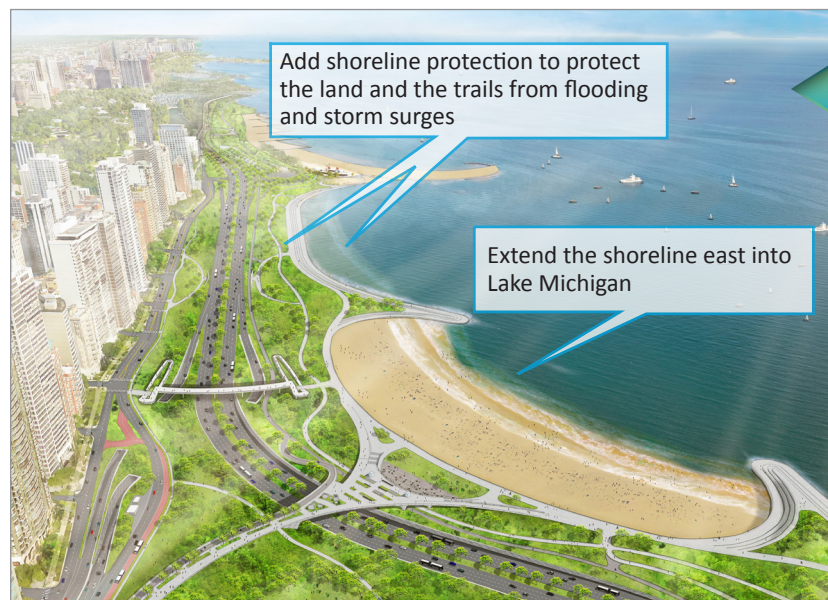 Add shoreline protection to protect
the land and the trails from flooding
and storm surges
Extend the shoreline east into
Lake Michigan